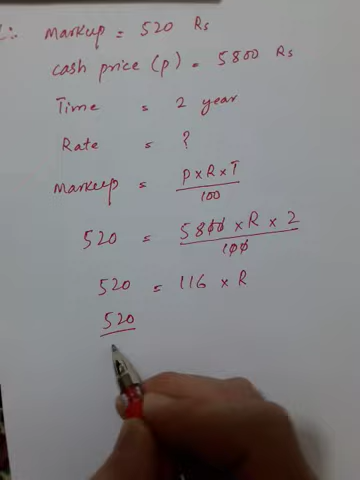 Markup = 520 Rs
cash price (p) = 5800 Rs
Time = 2 year
Rate = ?
Markup = P x R x T / 100
520 = 5800 x R x 2 / 100
520 = 116 x R
520